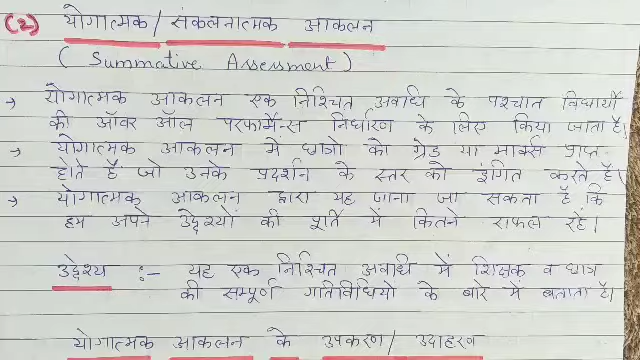 (2) योगात्मक / संकलनात्मक आकलन
( Summative Assessment )
→ योगात्मक आकलन एक निश्चित अवधि के पश्चात विधार्थी
की ऑवर ऑल परफार्मेन्स निर्धारण के लिए किया जाता है।
→ योगात्मक आकलन में छात्रो को ग्रेड या मार्क्स प्राप्त
होते है जो उनके प्रदर्शन के स्तर को इंगित करते है।
→ योगात्मक आकलन द्वारा यह जाना जा सकता है कि
हम अपने उद्देश्यों की पूर्ति में कितने सफल रहें।
उद्देश्य :- यह एक निश्चित अवधि में शिक्षक व छात्र
की सम्पूर्ण गतिविधियो के बारे में बताता है।
योगात्मक आकलन के उपकरण / उदाहरण